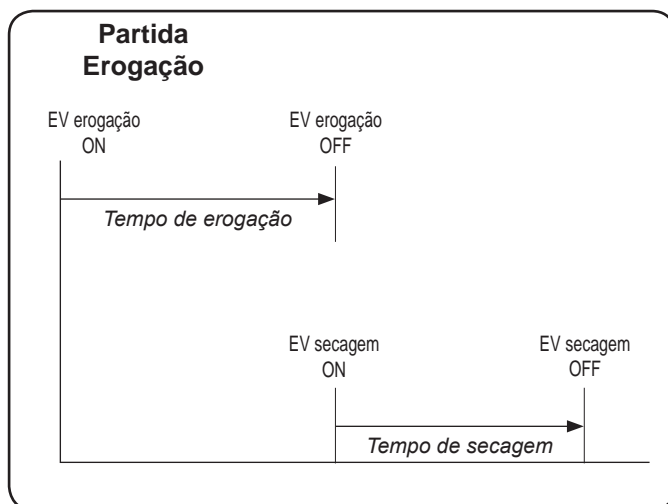 Partida
Erogação
EV erogação
ON
EV erogação
OFF
Tempo de erogação
EV secagem
ON
EV secagem
OFF
Tempo de secagem